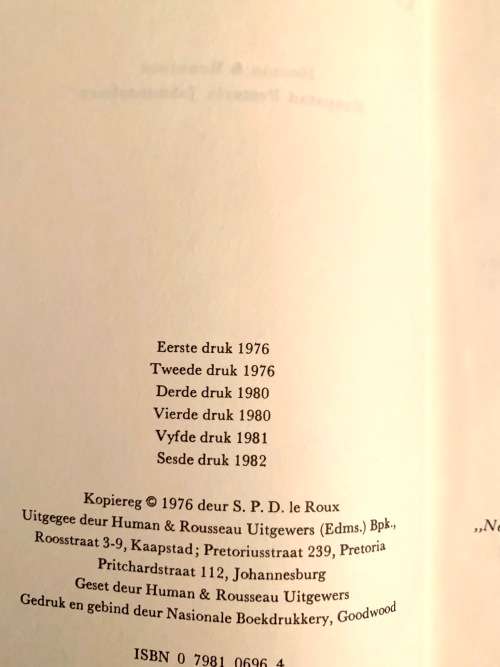 Eerste druk 1976
Tweede druk 1976
Derde druk 1980
Vierde druk 1980
Vyfde druk 1981
Sesde druk 1982
Kopiereg © 1976 deur S. P. D. le Roux
Uitgegee deur Human & Rousseau Uitgewers (Edms.) Bpk.,
Roosstraat 3-9, Kaapstad; Pretoriusstraat 239, Pretoria
Pritchardstraat 112, Johannesburg
Geset deur Human & Rousseau Uitgewers
Gedruk en gebind deur Nasionale Boekdrukkery, Goodwood
ISBN 0 7981 0696 4